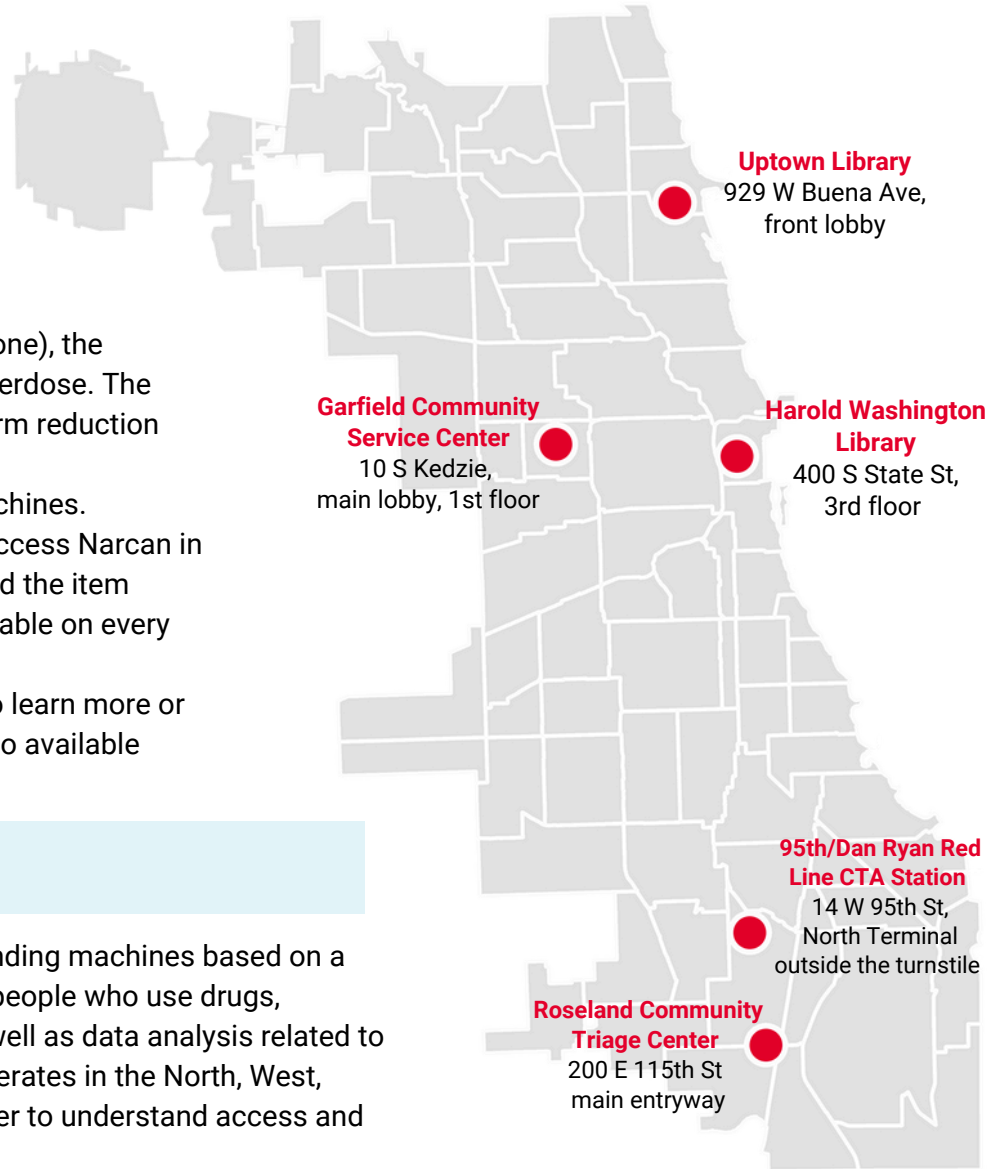 one), the
erdose. The
rm reduction
chines.
ccess Narcan in
d the item
able on every
o learn more or
o available
nding machines based on a
people who use drugs,
well as data analysis related to
erates in the North, West,
er to understand access and
Uptown Library
929 W Buena Ave,
front lobby
Garfield Community
Service Center
10 S Kedzie,
main lobby, 1st floor
Harold Washington
Library
400 S State St,
3rd floor
95th/Dan Ryan Red
Line CTA Station
14 W 95th St,
North Terminal
outside the turnstile
Roseland Community
Triage Center
200 E 115th St
main entryway